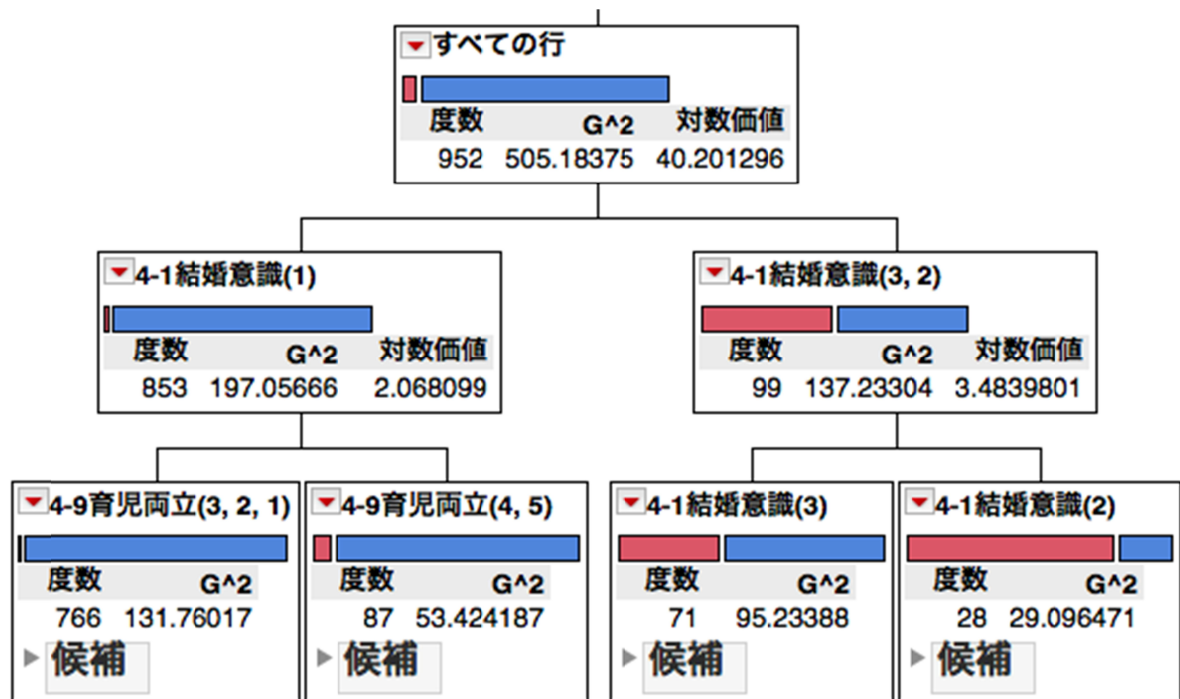 すべての行
度数 G^2 対数価値
952 505.18375 40.201296
4-1結婚意識(1)
度数 G^2 対数価値
853 197.05666 2.068099
4-1結婚意識(3, 2)
度数 G^2 対数価値
99 137.23304 3.4839801
4-9育児両立(3, 2, 1)
度数 G^2
766 131.76017
候補
4-9育児両立(4, 5)
度数 G^2
87 53.424187
候補
4-1結婚意識(3)
度数 G^2
71 95.23388
候補
4-1結婚意識(2)
度数 G^2
28 29.096471
候補